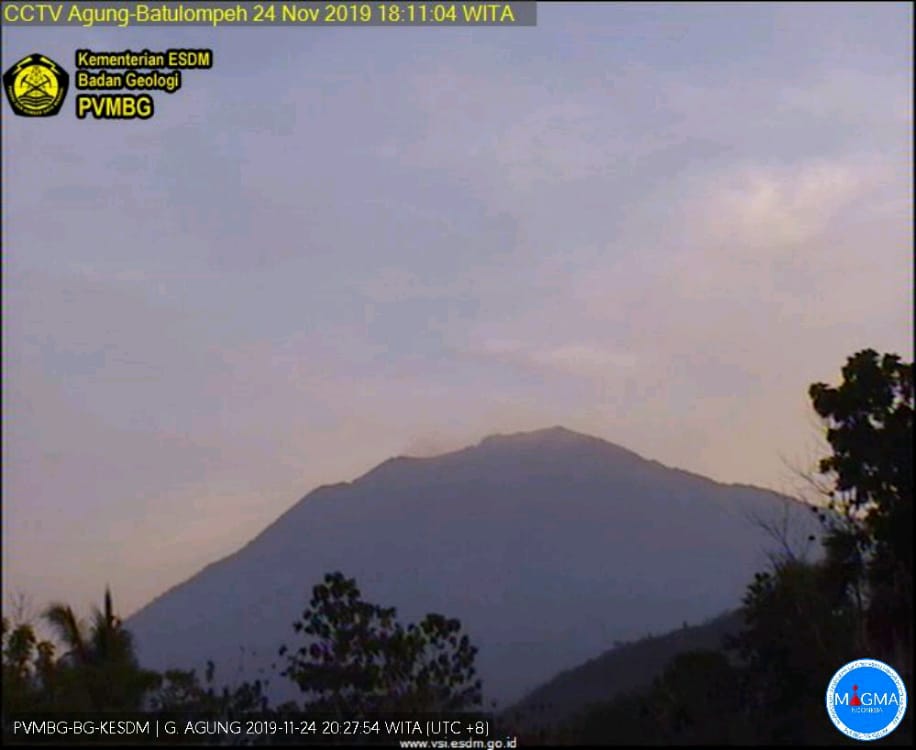 CCTV Agung-Batulompeh 24 Nov 2019 18:11:04 WITA
Kementerian ESDM
Badan Geologi
PVMBG
MAGMA
INDONESIA
PVMBG-BG-KESDM | G. AGUNG 2019-11-24 20:27:54 WITA (UTC +8)
www.vsi.esdm.go.id